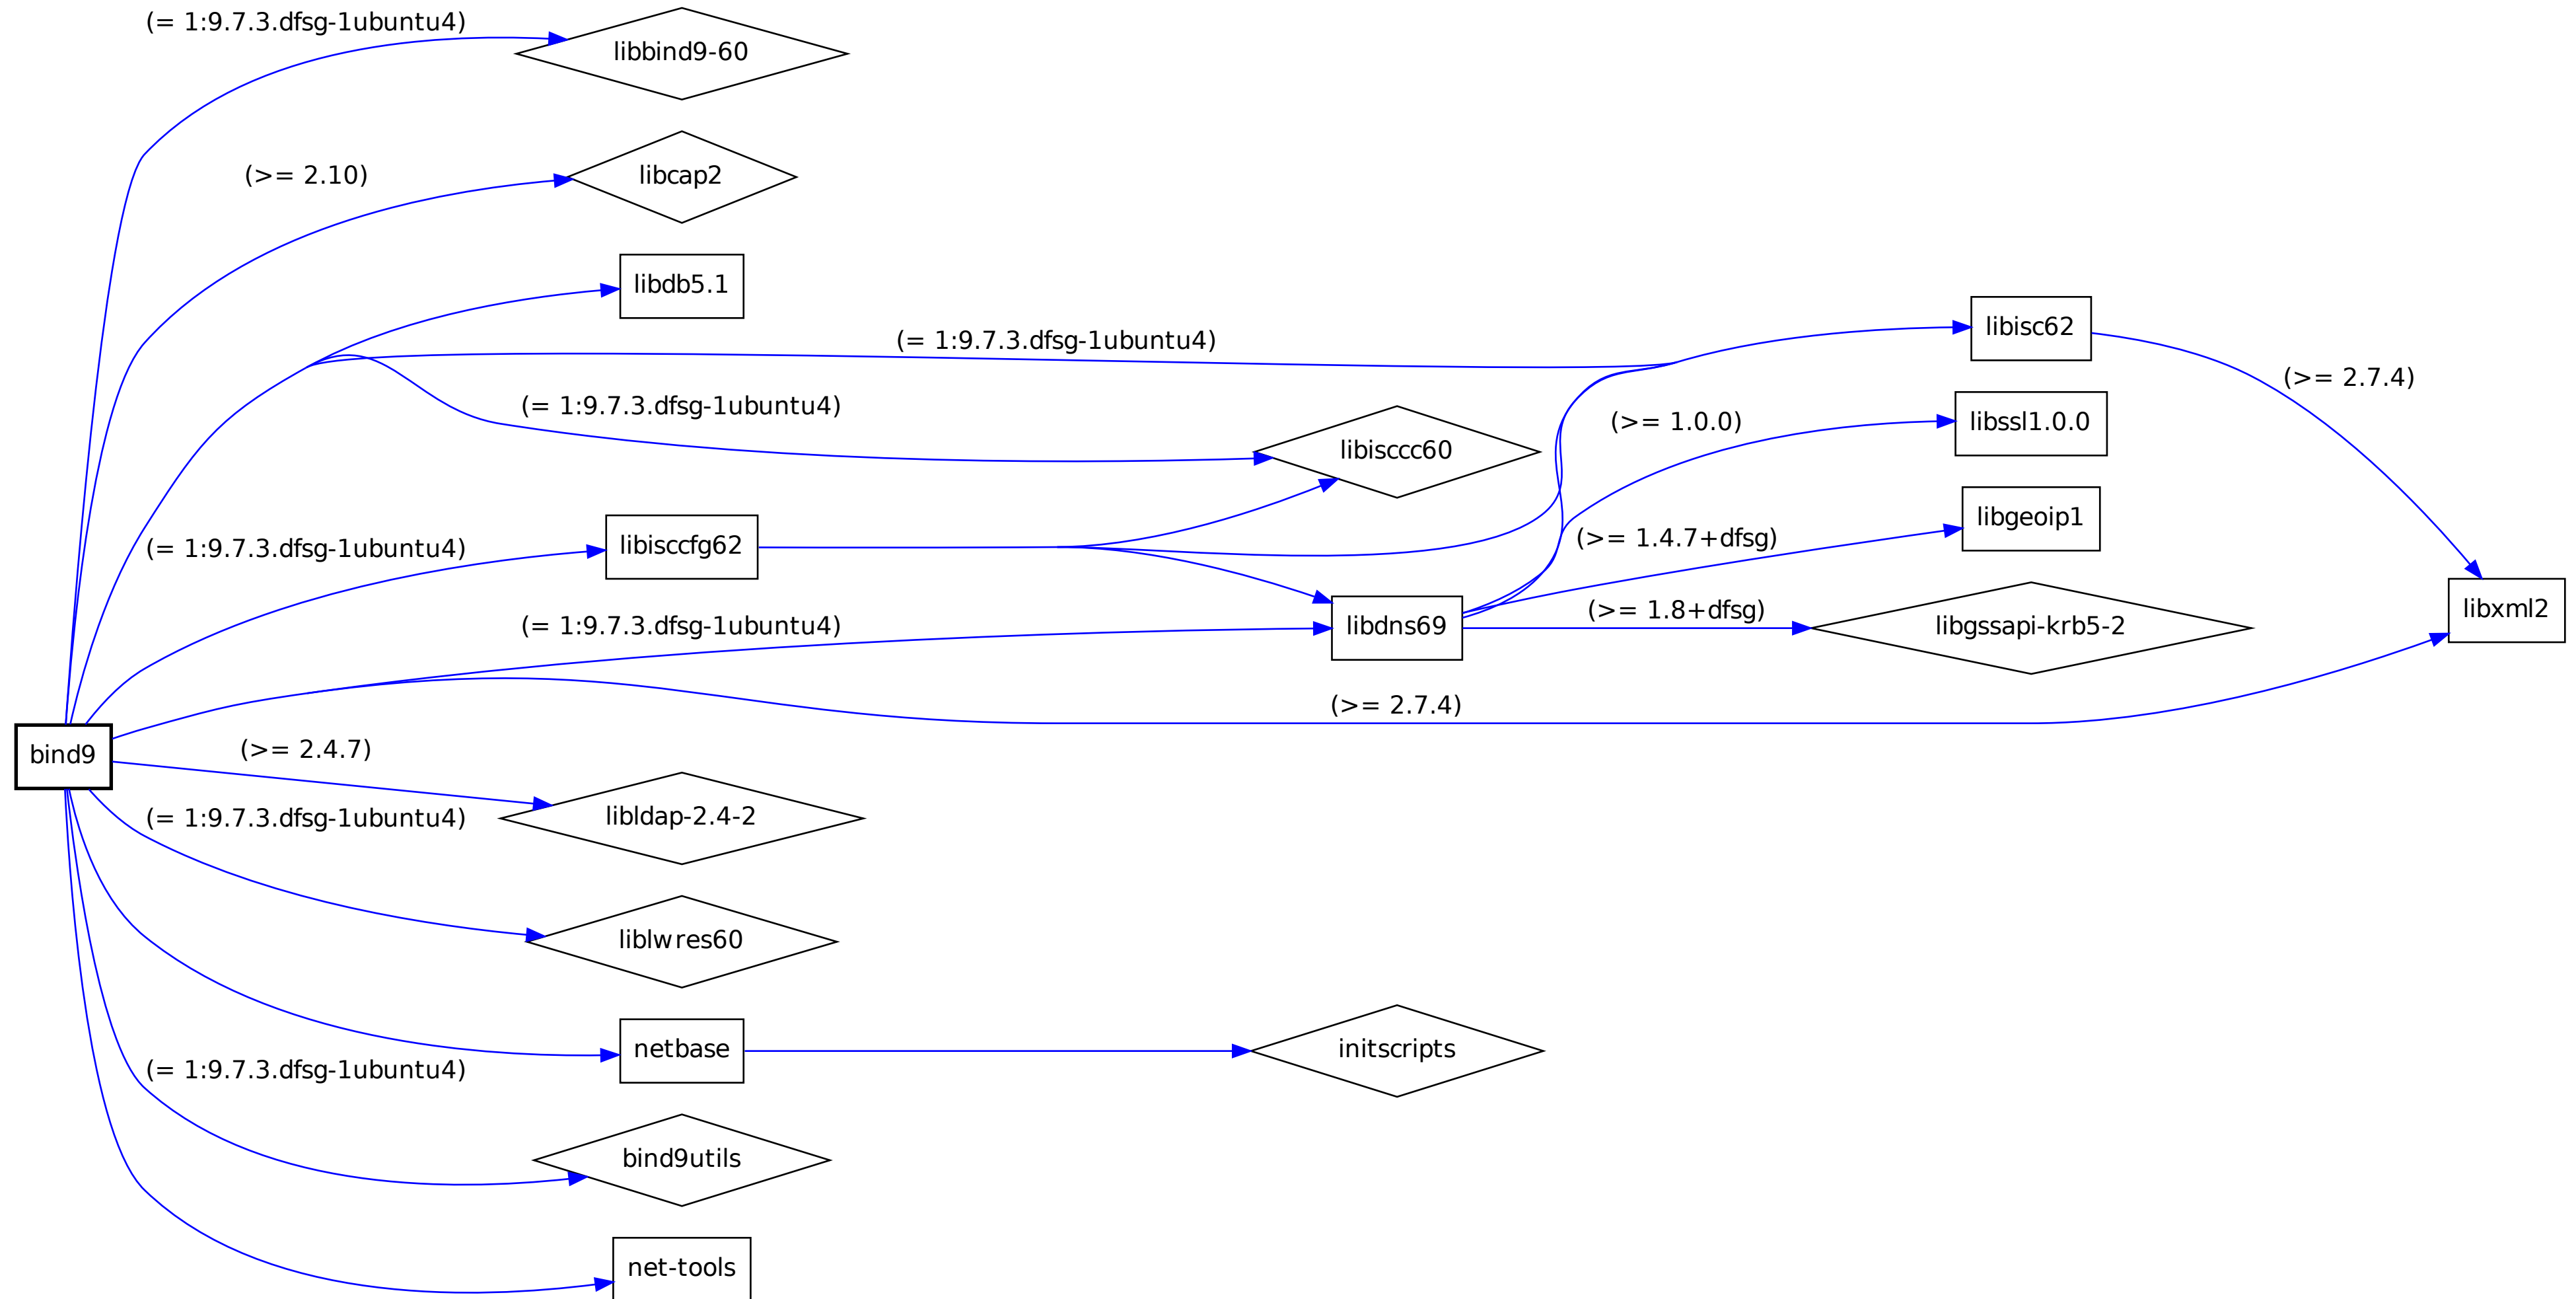 (= 1:9.7.3.dfsg-1ubuntu4)
libbind9-60
(>= 2.10)
libcap2
libdb5.1
(= 1:9.7.3.dfsg-1ubuntu4)
libisc62
(>= 2.7.4)
(= 1:9.7.3.dfsg-1ubuntu4)
(>= 1.0.0)
libssl1.0.0
libisccc60
(= 1:9.7.3.dfsg-1ubuntu4)
libisccfg62
(>= 1.4.7+dfsg)
libgeoip1
(= 1:9.7.3.dfsg-1ubuntu4)
libdns69
(>= 1.8+dfsg)
libgssapi-krb5-2
libxml2
(>= 2.7.4)
bind9
(>= 2.4.7)
(= 1:9.7.3.dfsg-1ubuntu4)
libldap-2.4-2
liblwres60
netbase
initscripts
(= 1:9.7.3.dfsg-1ubuntu4)
bind9utils
net-tools